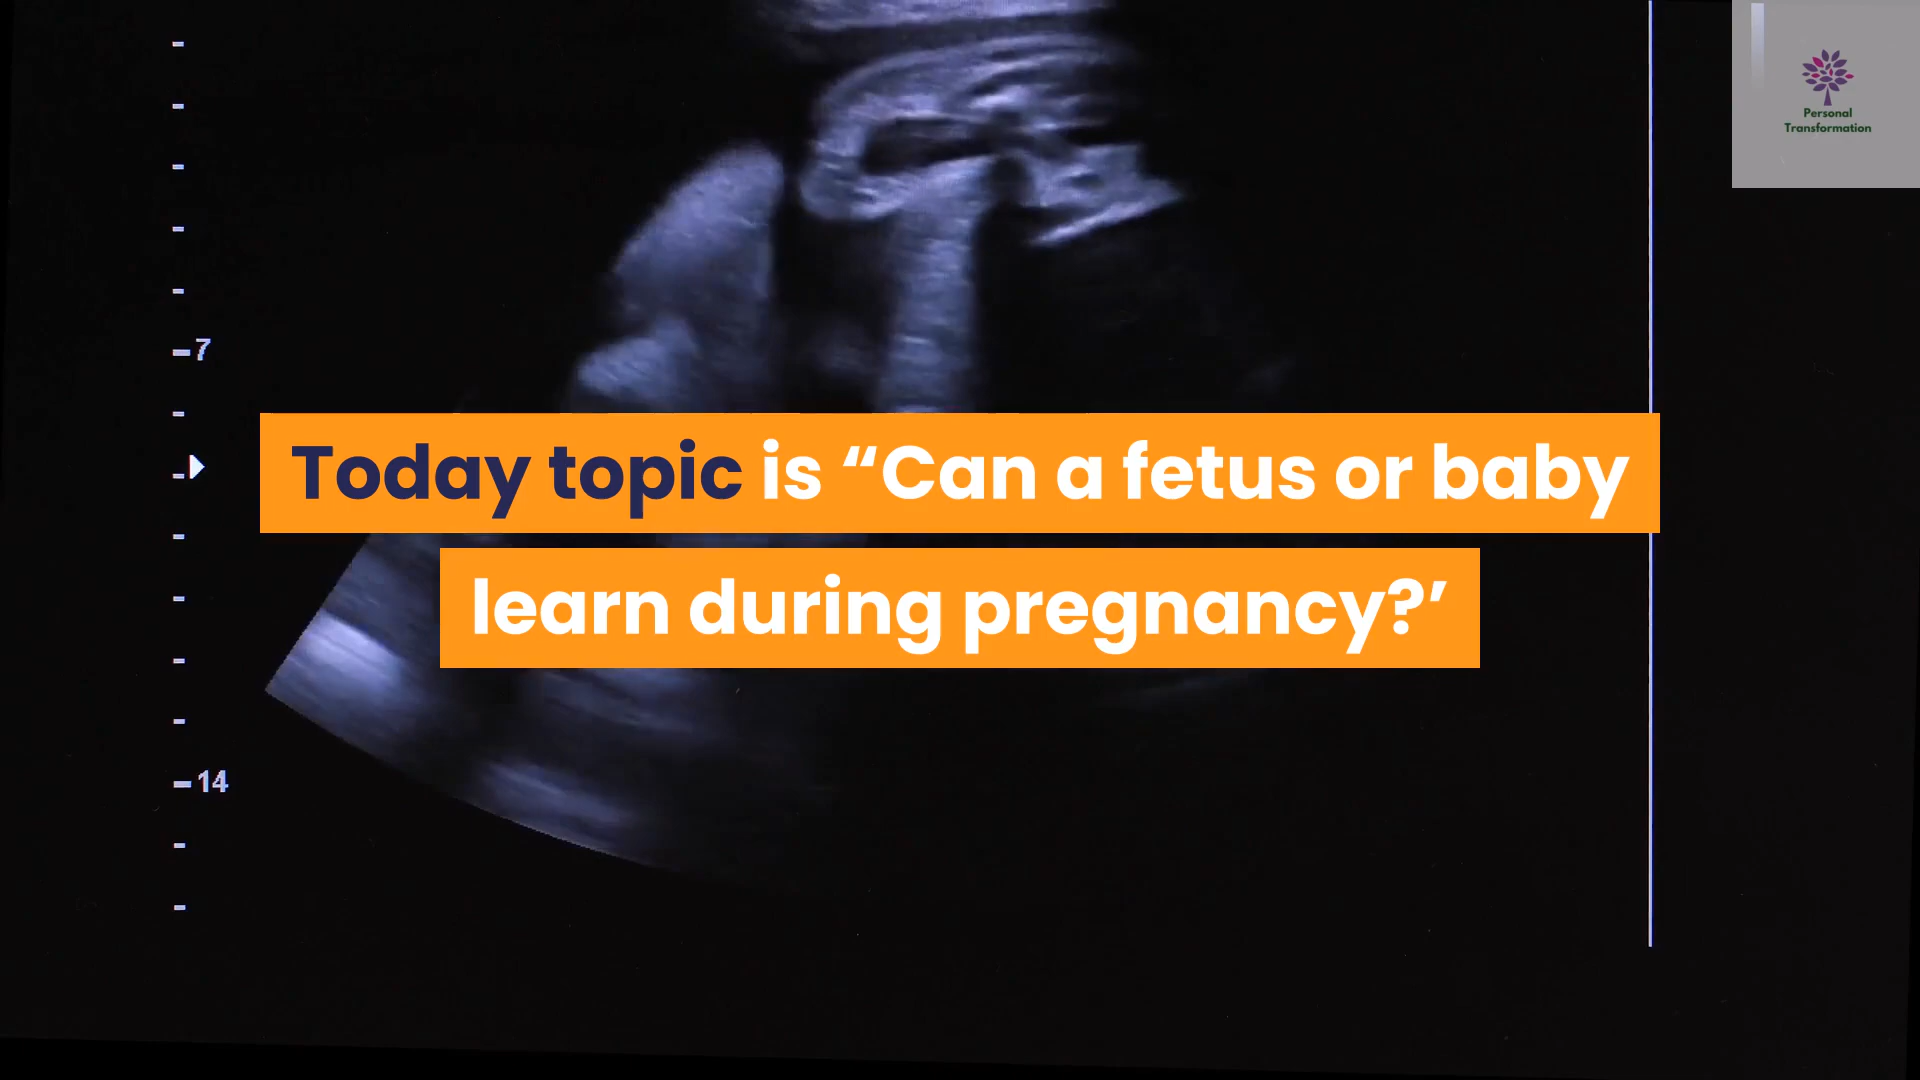 Personal
Transformation
7
Today topic is “Can a fetus or baby
learn during pregnancy?’
14